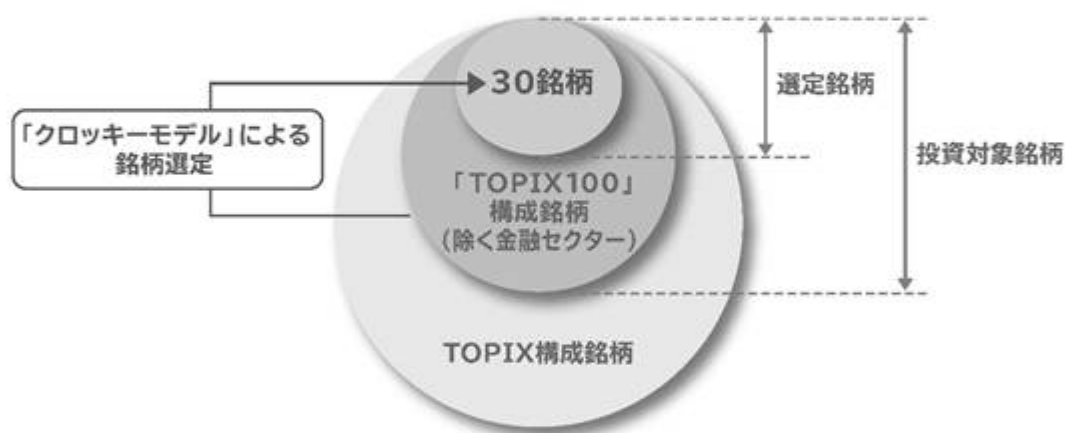 30銘柄
選定銘柄
「クロッキーモデル」による
銘柄選定
投資対象銘柄
「TOPIX100」
構成銘柄
(除く金融セクター)
TOPIX構成銘柄